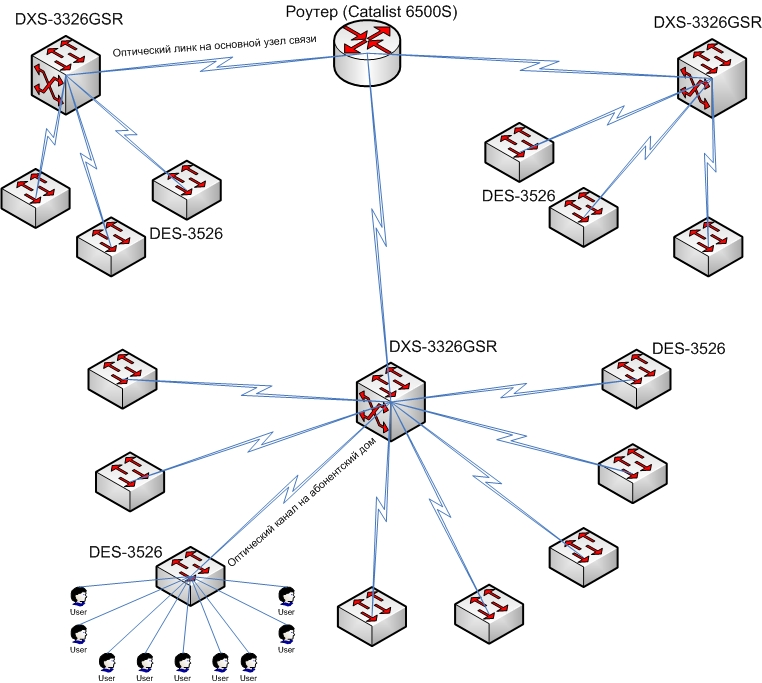 DXS-3326GSR
Роутер (Catalist 6500S)
DXS-3326GSR
Оптический линк на основной узел связи
DES-3526
DES-3526
DXS-3326GSR
DES-3526
Оптический канал на абонентский дом
DES-3526
User
User
User
User
User
User
User
User
User